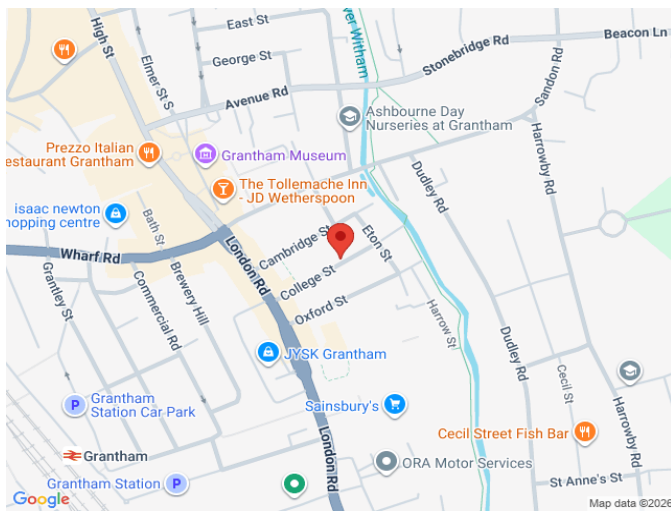 East St
George St
High St
Elmer St S
Avenue Rd
River Witham
Stonebridge Rd
Beacon Ln
Sandon Rd
Harrowby Rd
Ashbourne Day
Nurseries at Grantham
Prezzo Italian
Restaurant Grantham
Grantham Museum
The Tollemache Inn
- JD Wetherspoon
isaac newton
shopping centre
Bath St
Wharf Rd
London Rd
Cambridge St
College St
Oxford St
Eton St
Dudley Rd
Grantley St
Commercial Rd
Brewery Hill
JYSK Grantham
Harrow St
Dudley Rd
Cecil St
P
Grantham
Station Car Park
Sainsbury's
London Rd
Cecil Street Fish Bar
Harrowby Rd
Grantham
Grantham Station
P
ORA Motor Services
St Anne's St
Google
Map data ©2026